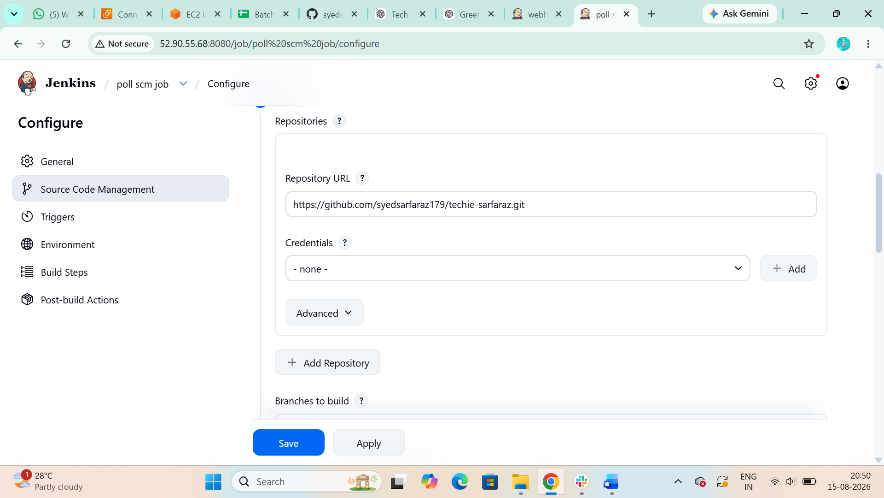 (5) W
Conn
EC2 I
Batch
syeds
Tech
Greet
webh
poll s
Ask Gemini
Not secure
52.90.55.68:8080/job/poll%20scm%20job/configure
Jenkins / poll scm job / Configure
Configure
General
Source Code Management
Triggers
Environment
Build Steps
Post-build Actions
Repositories ?
Repository URL ?
https://github.com/syedsarfaraz179/techie-sarfaraz.git
Credentials ?
- none -
+ Add
Advanced
+ Add Repository
Branches to build ?
Save
Apply
1
28°C
Partly cloudy
Search
ENG
IN
20:50
15-08-2026